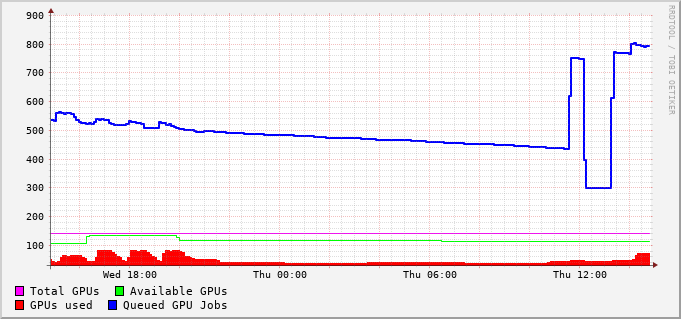 900
800
700
600
500
400
300
200
100
Wed 18:00 Thu 00:00 Thu 06:00 Thu 12:00
Total GPUs Available GPUs
GPUs used Queued GPU Jobs
RRDTOOL / TOBI OETIKER